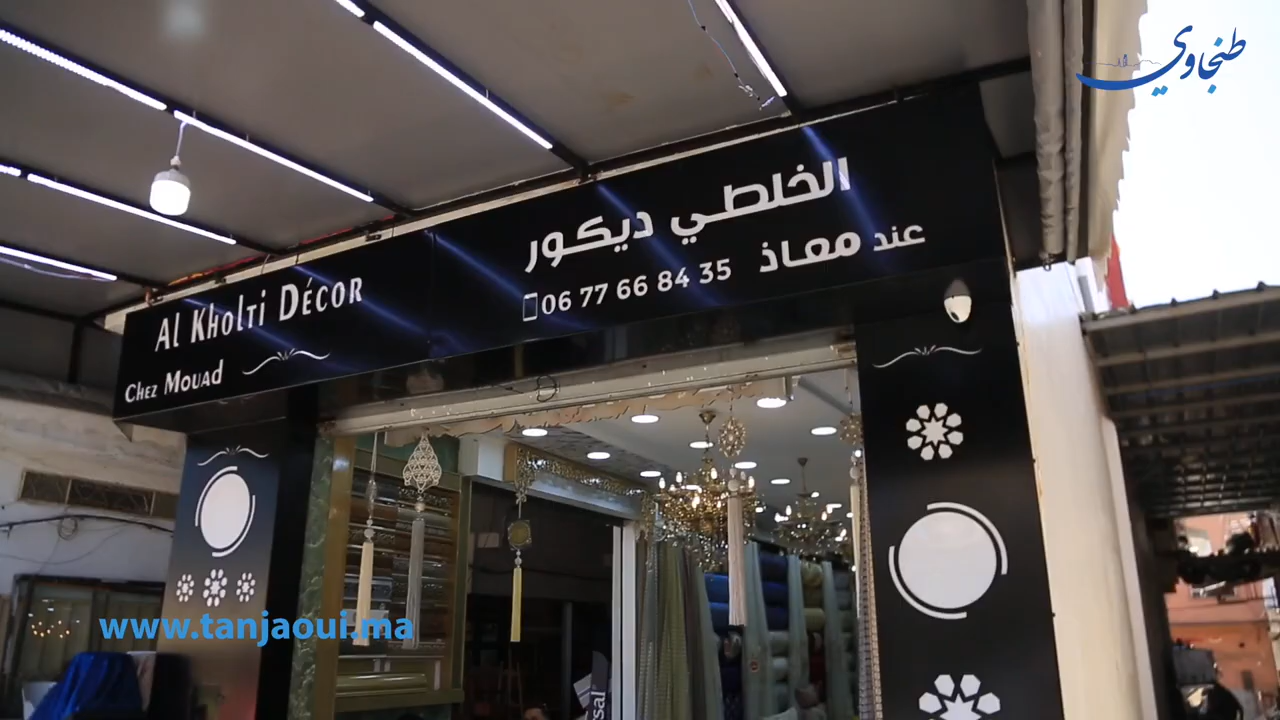 طنجاوي
الخلطي ديكور
عند معاذ
06 77 66 84 35
Al Kholti Décor
Chez Mouad
www.tanjaoui.ma